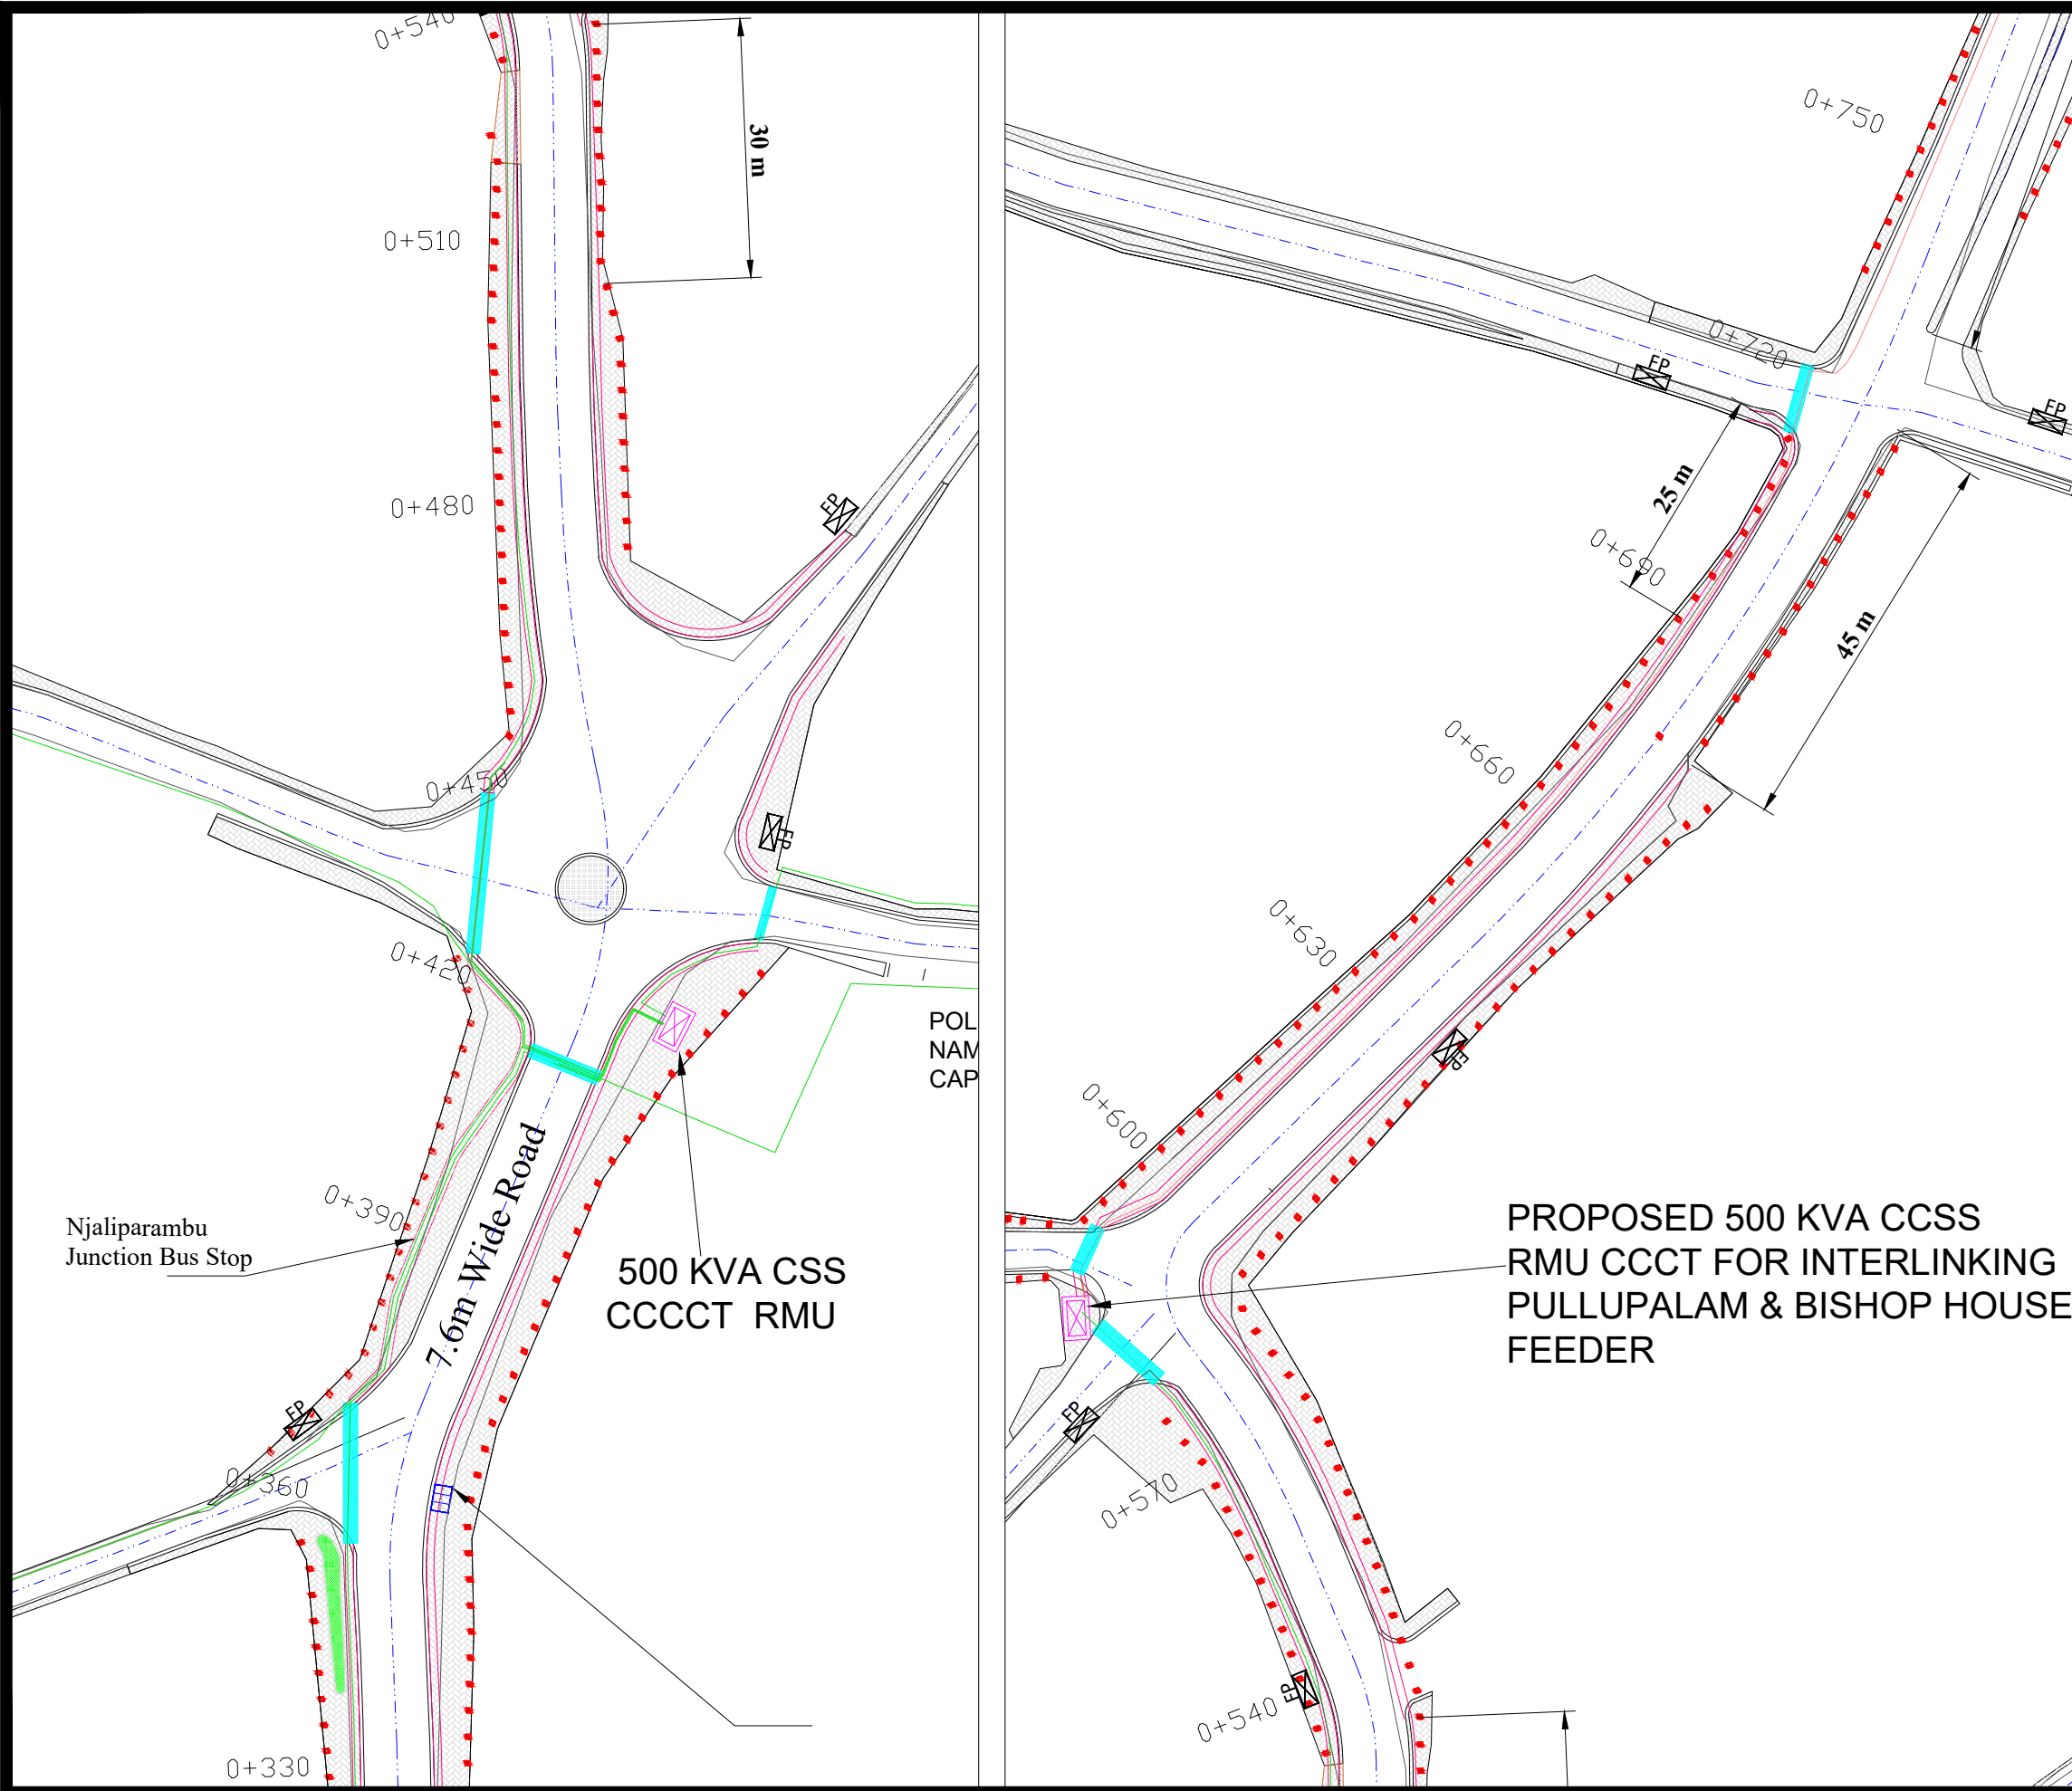 0+540
30 m
0+510
0+480
FP
0+450
FP
0+420
POL
NAM
CAP
0+390
Njaliparambu
Junction Bus Stop
7.6m Wide Road
500 KVA CSS
CCCCT RMU
FP
0+360
0+330
0+750
0+720
FP
FP
25 m
0+690
45 m
0+660
0+630
FP
0+600
PROPOSED 500 KVA CCSS
RMU CCCT FOR INTERLINKING
PULLUPALAM & BISHOP HOUSE
FEEDER
FP
0+570
FP
0+540